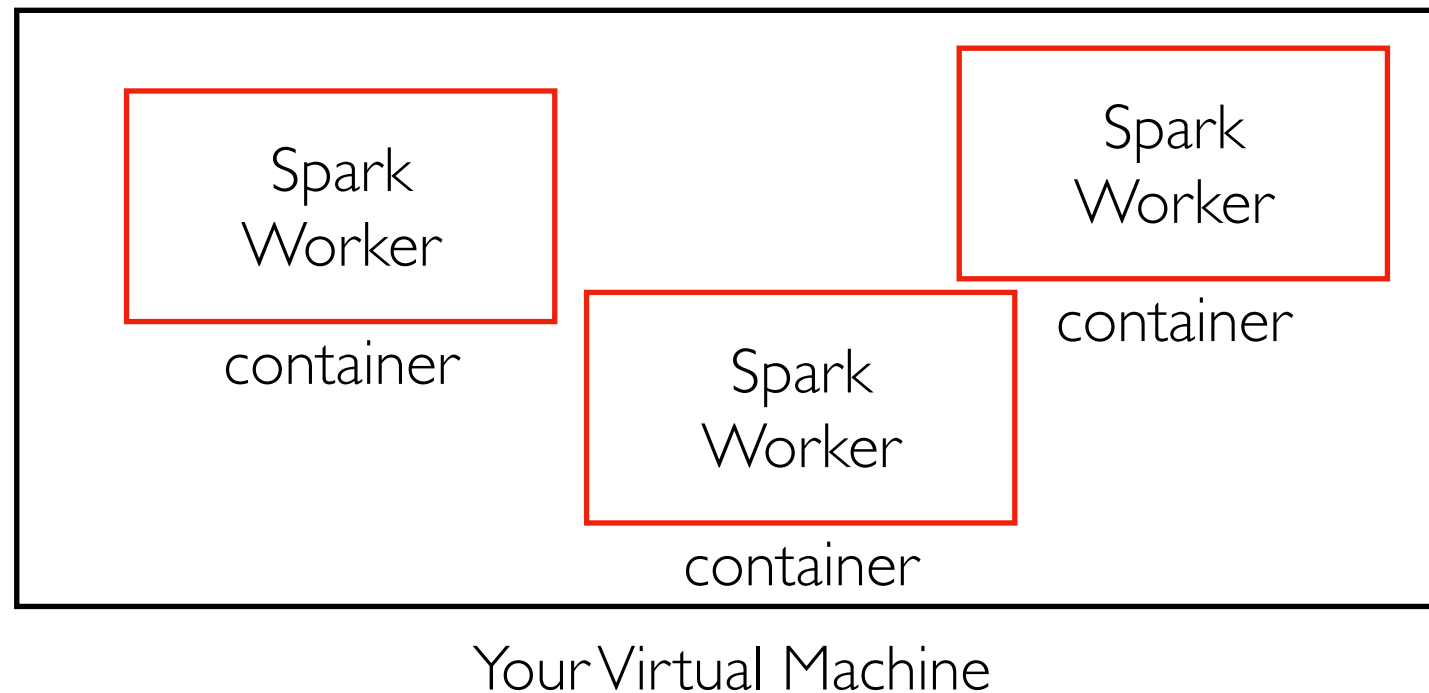 Spark
Worker
container
Spark
Worker
container
Spark
Worker
container
Your Virtual Machine